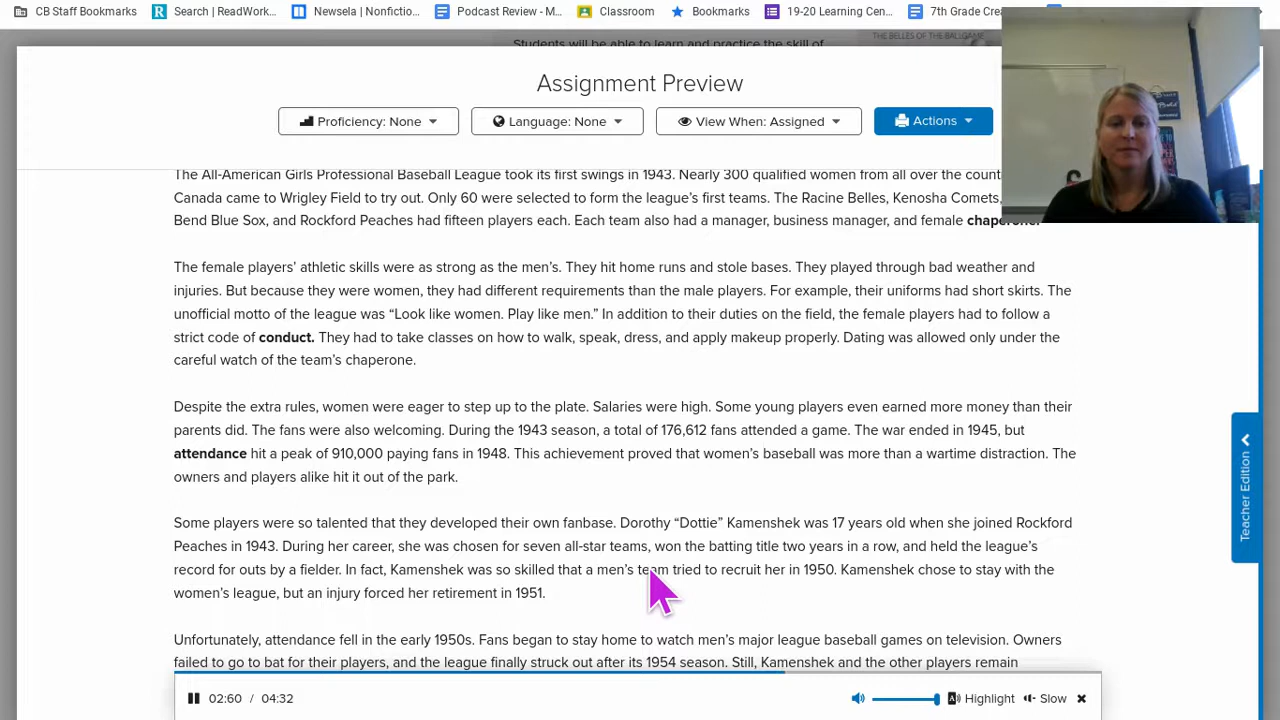 CB Staff Bookmarks Search | ReadWork... Newsela | Nonfictio... Podcast Review - M... Classroom Bookmarks 19-20 Learning Cen... 7th Grade Crea
Students will be able to learn and practice the skill of
THE BELLES OF THE BALLGAME
Assignment Preview
Proficiency: None Language: None View When: Assigned Actions
The All-American Girls Professional Baseball League took its first swings in 1943. Nearly 300 qualified women from all over the
Canada came to Wrigley Field to try out. Only 60 were selected to form the league's first teams. The Racine Belles, Kenosha Comets,
Bend Blue Sox, and Rockford Peaches had fifteen players each. Each team also had a manager, business manager, and female chaperone.
The female players’ athletic skills were as strong as the men’s. They hit home runs and stole bases. They played through bad weather and
injuries. But because they were women, they had different requirements than the male players. For example, their uniforms had short skirts. The
unofficial motto of the league was “Look like women. Play like men.” In addition to their duties on the field, the female players had to follow a
strict code of conduct. They had to take classes on how to walk, speak, dress, and apply makeup properly. Dating was allowed only under the
careful watch of the team’s chaperone.
Despite the extra rules, women were eager to step up to the plate. Salaries were high. Some young players even earned more money than their
parents did. The fans were also welcoming. During the 1943 season, a total of 176,612 fans attended a game. The war ended in 1945, but
attendance hit a peak of 910,000 paying fans in 1948. This achievement proved that women’s baseball was more than a wartime distraction. The
owners and players alike hit it out of the park.
Some players were so talented that they developed their own fanbase. Dorothy “Dottie” Kamenshek was 17 years old when she joined Rockford
Peaches in 1943. During her career, she was chosen for seven all-star teams, won the batting title two years in a row, and held the league’s
record for outs by a fielder. In fact, Kamenshek was so skilled that a men’s team tried to recruit her in 1950. Kamenshek chose to stay with the
women’s league, but an injury forced her retirement in 1951.
Unfortunately, attendance fell in the early 1950s. Fans began to stay home to watch men’s major league baseball games on television. Owners
failed to go to bat for their players, and the league finally struck out after its 1954 season. Still, Kamenshek and the other players remain
Teacher Edition
02:60 / 04:32 Highlight Slow